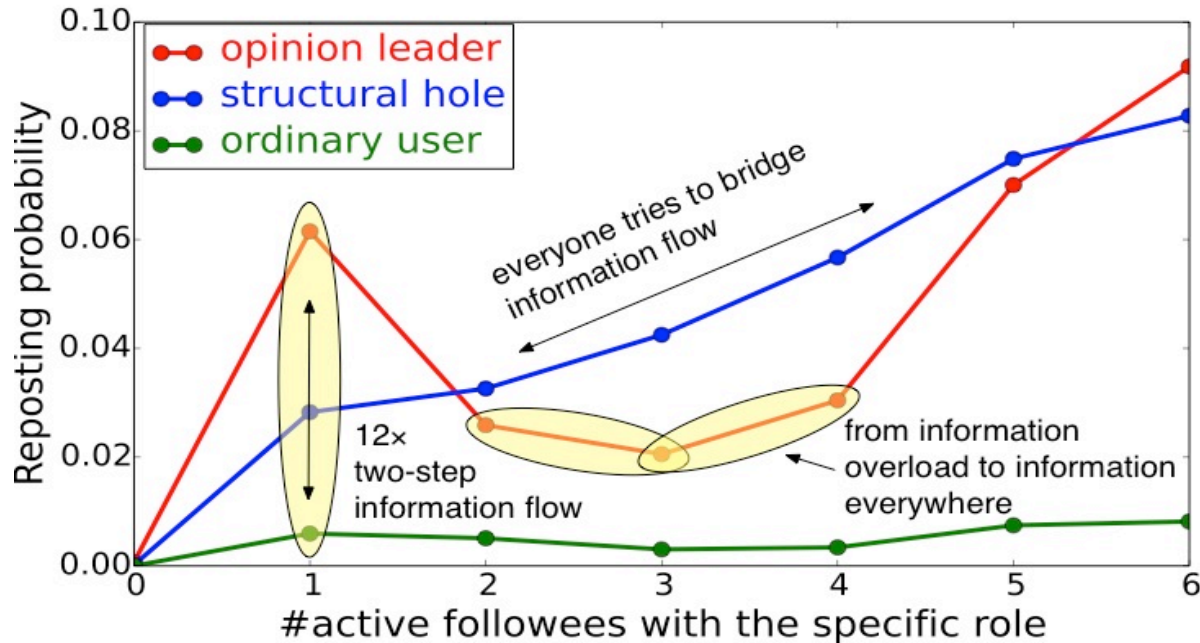 0.10
0.08
0.06
0.04
0.02
0.00
Reposting probability
opinion leader
structural hole
ordinary user
everyone tries to bridge
information flow
12×
two-step
information flow
from information
overload to information
everywhere
0 1 2 3 4 5 6
#active followees with the specific role